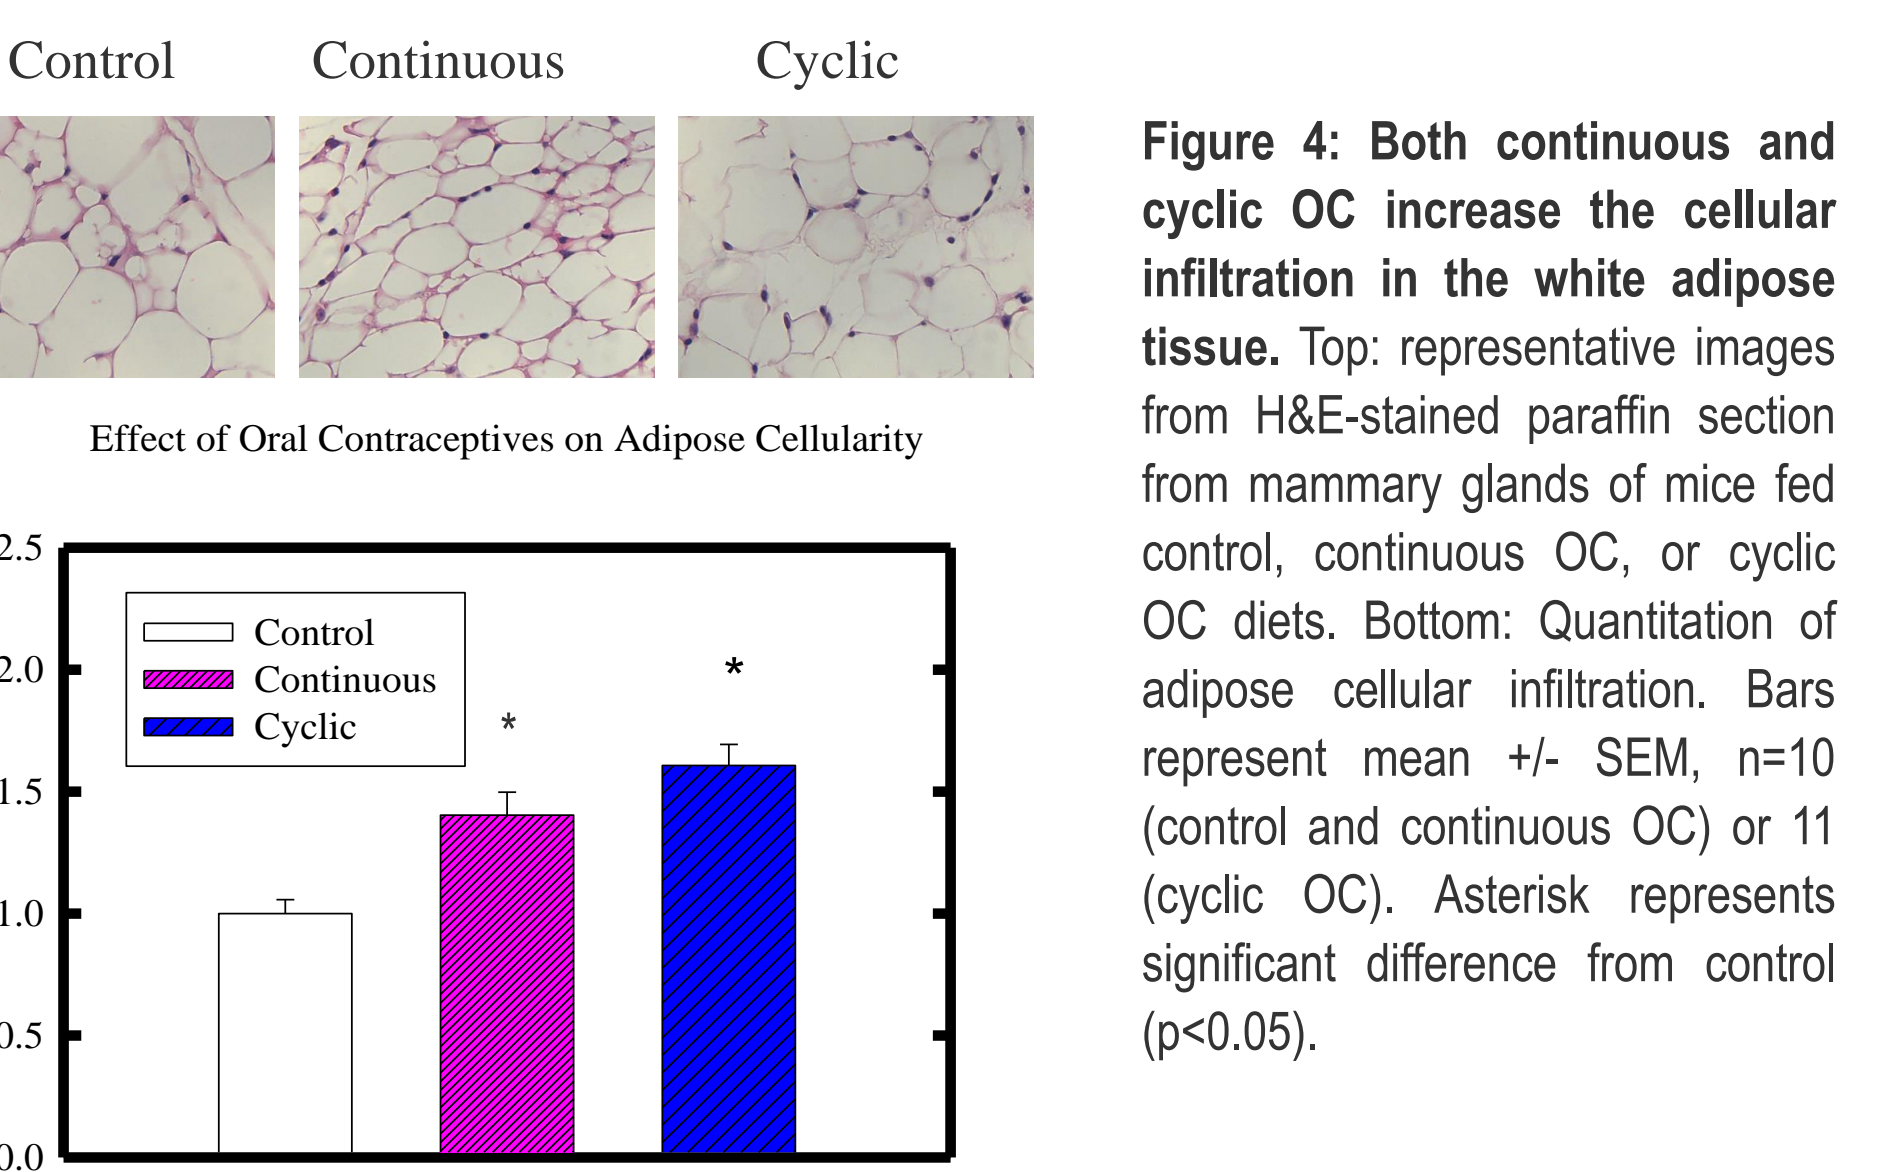 Control Continuous Cyclic
Effect of Oral Contraceptives on Adipose Cellularity
2.5
2.0
1.5
1.0
0.5
0.0
Control
Continuous
Cyclic
*
*
Figure 4: Both continuous and
cyclic OC increase the cellular
infiltration in the white adipose
tissue. Top: representative images
from H&E-stained paraffin section
from mammary glands of mice fed
control, continuous OC, or cyclic
OC diets. Bottom: Quantitation of
adipose cellular infiltration. Bars
represent mean +/- SEM, n=10
(control and continuous OC) or 11
(cyclic OC). Asterisk represents
significant difference from control
(p<0.05).